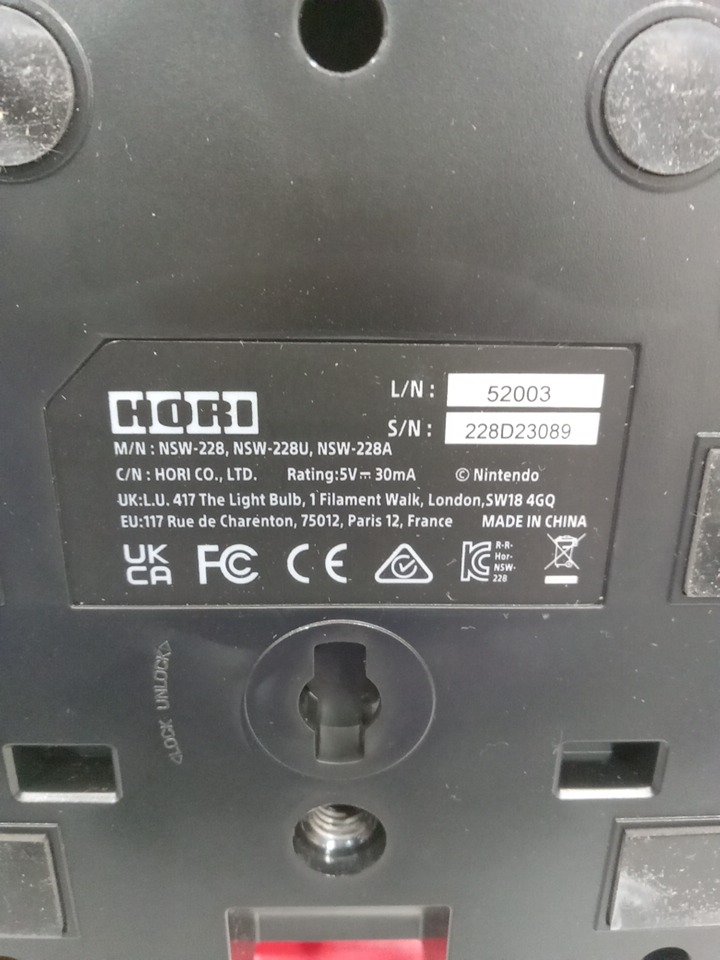 HORI
L/N : 52003
S/N : 228D23089
M/N : NSW-228, NSW-228U, NSW-228A
C/N : HORI CO., LTD. Rating:5V⎓30mA © Nintendo
UK:L.U. 417 The Light Bulb, 1 Filament Walk, London,SW18 4GQ
EU:117 Rue de Charenton, 75012, Paris 12, France MADE IN CHINA
UK
CA
FC
CE
R-R-
Hor-
NSW-
228
◁LOCK UNLOCK▷